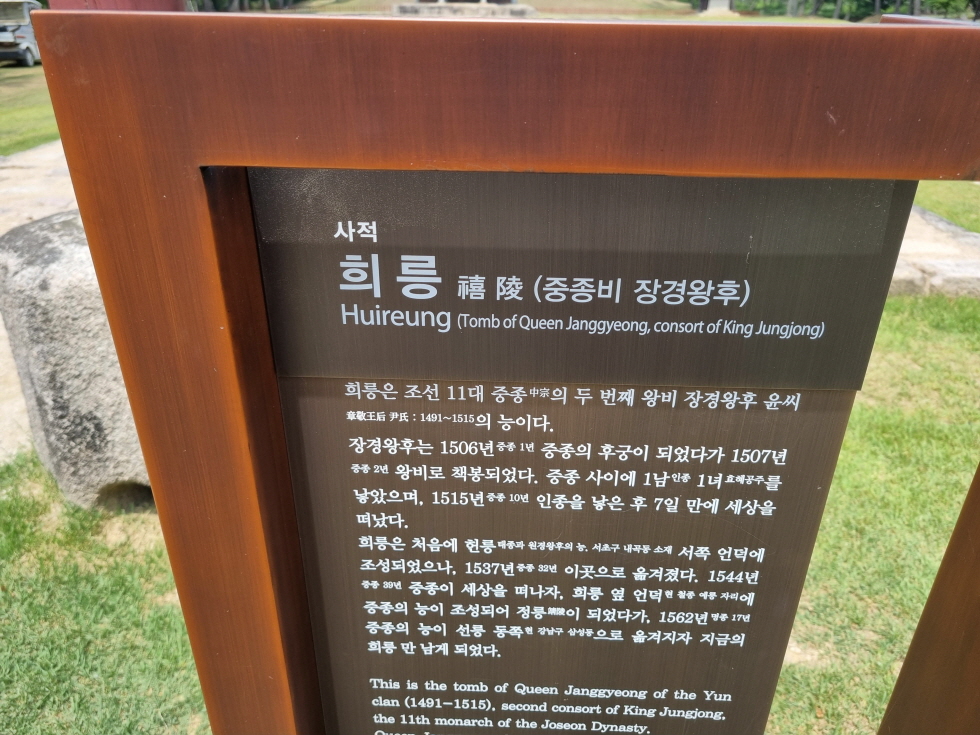 사적
희릉 禧陵 (중종비 장경왕후)
Huireung (Tomb of Queen Janggyeong, consort of King Jungjong)
희릉은 조선 11대 중종中宗의 두 번째 왕비 장경왕후 윤씨
章敬王后 尹氏 : 1491~1515의 능이다.
장경왕후는 1506년중종 1년 중종의 후궁이 되었다가 1507년
중종 2년 왕비로 책봉되었다. 중종 사이에 1남인종 1녀효혜공주를
낳았으며, 1515년중종 10년 인종을 낳은 후 7일 만에 세상을
떠났다.
희릉은 처음에 헌릉태종과 원경왕후의 능, 서초구 내곡동 소재 서쪽 언덕에
조성되었으나, 1537년중종 32년 이곳으로 옮겨졌다. 1544년
중종 39년 중종이 세상을 떠나자, 희릉 옆 언덕현 철종 예릉 자리에
중종의 능이 조성되어 정릉靖陵이 되었다가, 1562년명종 17년
중종의 능이 선릉 동쪽현 강남구 삼성동으로 옮겨지자 지금의
희릉 만 남게 되었다.
This is the tomb of Queen Janggyeong of the Yun
clan (1491-1515), second consort of King Jungjong,
the 11th monarch of the Joseon Dynasty.